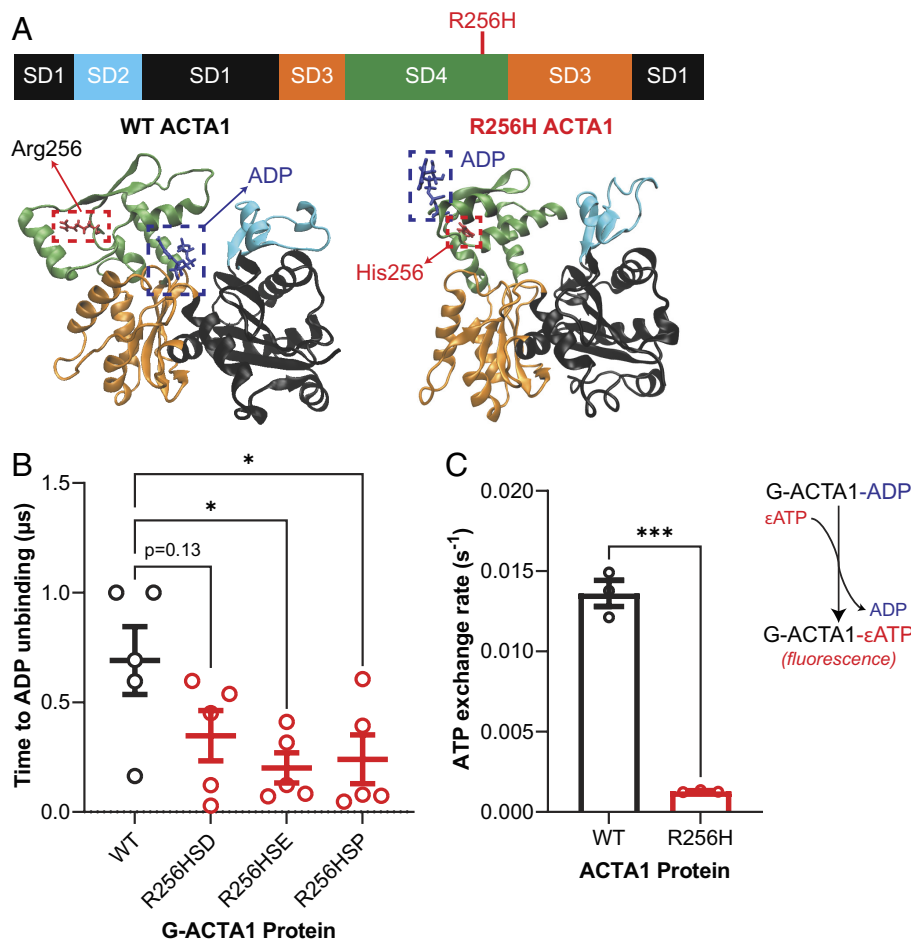 A
R256H
SD1 SD2 SD1 SD3 SD4 SD3 SD1
WT ACTA1
R256H ACTA1
Arg256
ADP
ADP
His256
B
Time to ADP unbinding (µs)
1.5
1.0
0.5
0.0
*
*
p=0.13
WT
R256HSD
R256HSE
R256HSP
G-ACTA1 Protein
C
ATP exchange rate (s-1)
0.020
0.015
0.010
0.005
0.000
***
WT
R256H
ACTA1 Protein
G-ACTA1-ADP
εATP
ADP
G-ACTA1-εATP
(fluorescence)